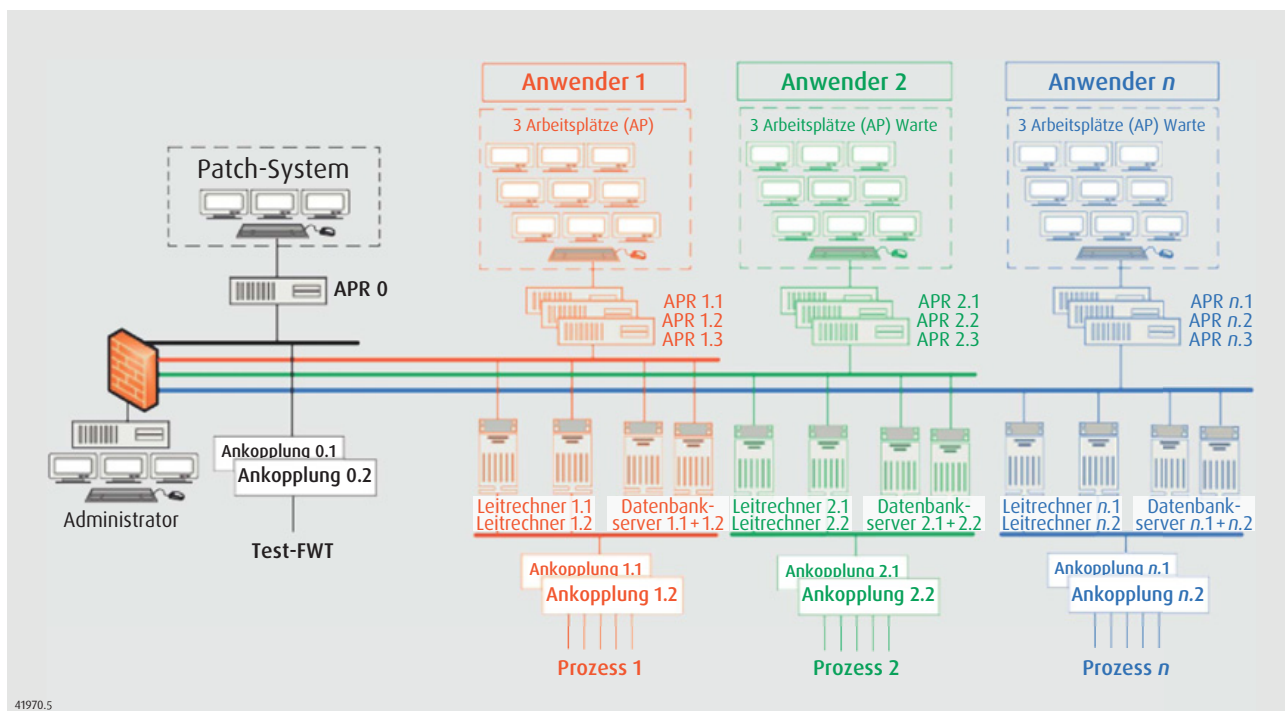 Anwender 1
Anwender 2
Anwender n
3 Arbeitsplätze (AP)
3 Arbeitsplätze (AP) Warte
3 Arbeitsplätze (AP) Warte
Patch-System
APR 0
APR 1.1
APR 1.2
APR 1.3
APR 2.1
APR 2.2
APR 2.3
APR n.1
APR n.2
APR n.3
Ankopplung 0.1
Ankopplung 0.2
Administrator
Test-FWT
Leitrechner 1.1
Leitrechner 1.2
Datenbank-
server 1.1 + 1.2
Leitrechner 2.1
Leitrechner 2.2
Datenbank-
server 2.1 + 2.2
Leitrechner n.1
Leitrechner n.2
Datenbank-
server n.1 + n.2
Ankopplung 1.1
Ankopplung 1.2
Ankopplung 2.1
Ankopplung 2.2
Ankopplung n.1
Ankopplung n.2
Prozess 1
Prozess 2
Prozess n
41970.5